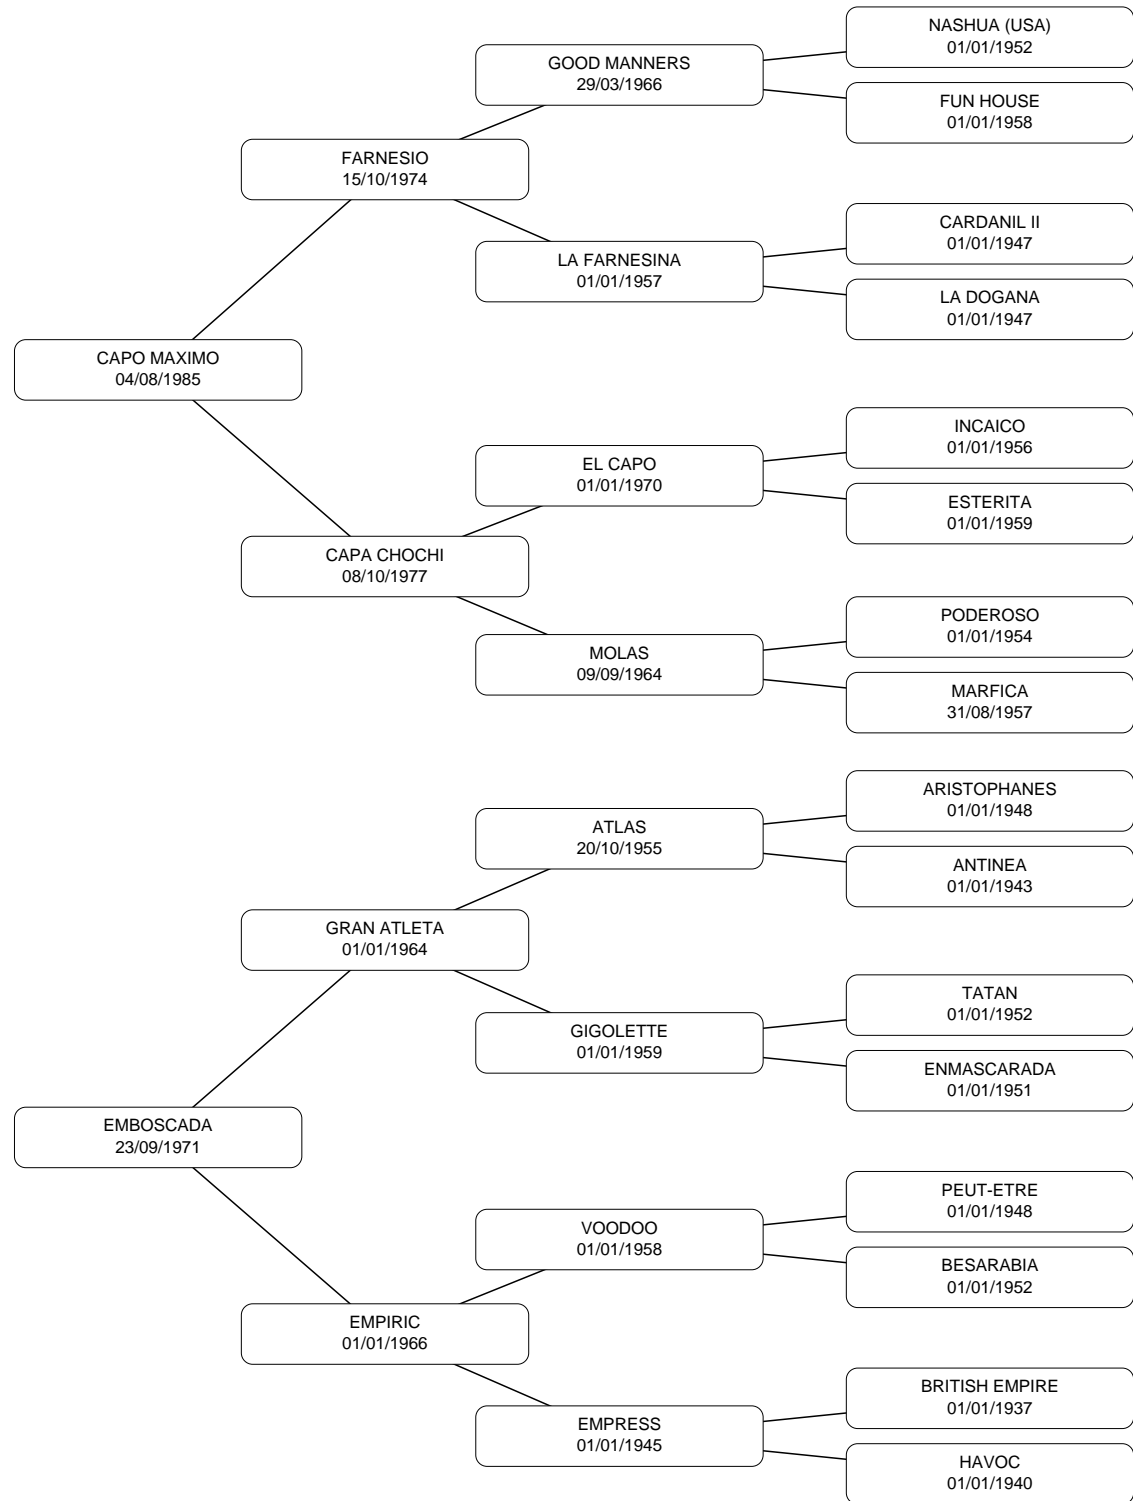 NASHUA (USA)
01/01/1952
GOOD MANNERS
29/03/1966
FUN HOUSE
01/01/1958
FARNESIO
15/10/1974
CARDANIL II
01/01/1947
LA FARNESINA
01/01/1957
LA DOGANA
01/01/1947
CAPO MAXIMO
04/08/1985
INCAICO
01/01/1956
EL CAPO
01/01/1970
ESTERITA
01/01/1959
CAPA CHOCHI
08/10/1977
PODEROSO
01/01/1954
MOLAS
09/09/1964
MARFICA
31/08/1957
ARISTOPHANES
01/01/1948
ATLAS
20/10/1955
ANTINEA
01/01/1943
GRAN ATLETA
01/01/1964
TATAN
01/01/1952
GIGOLETTE
01/01/1959
ENMASCARADA
01/01/1951
EMBOSCADA
23/09/1971
PEUT-ETRE
01/01/1948
VOODOO
01/01/1958
BESARABIA
01/01/1952
EMPIRIC
01/01/1966
BRITISH EMPIRE
01/01/1937
EMPRESS
01/01/1945
HAVOC
01/01/1940